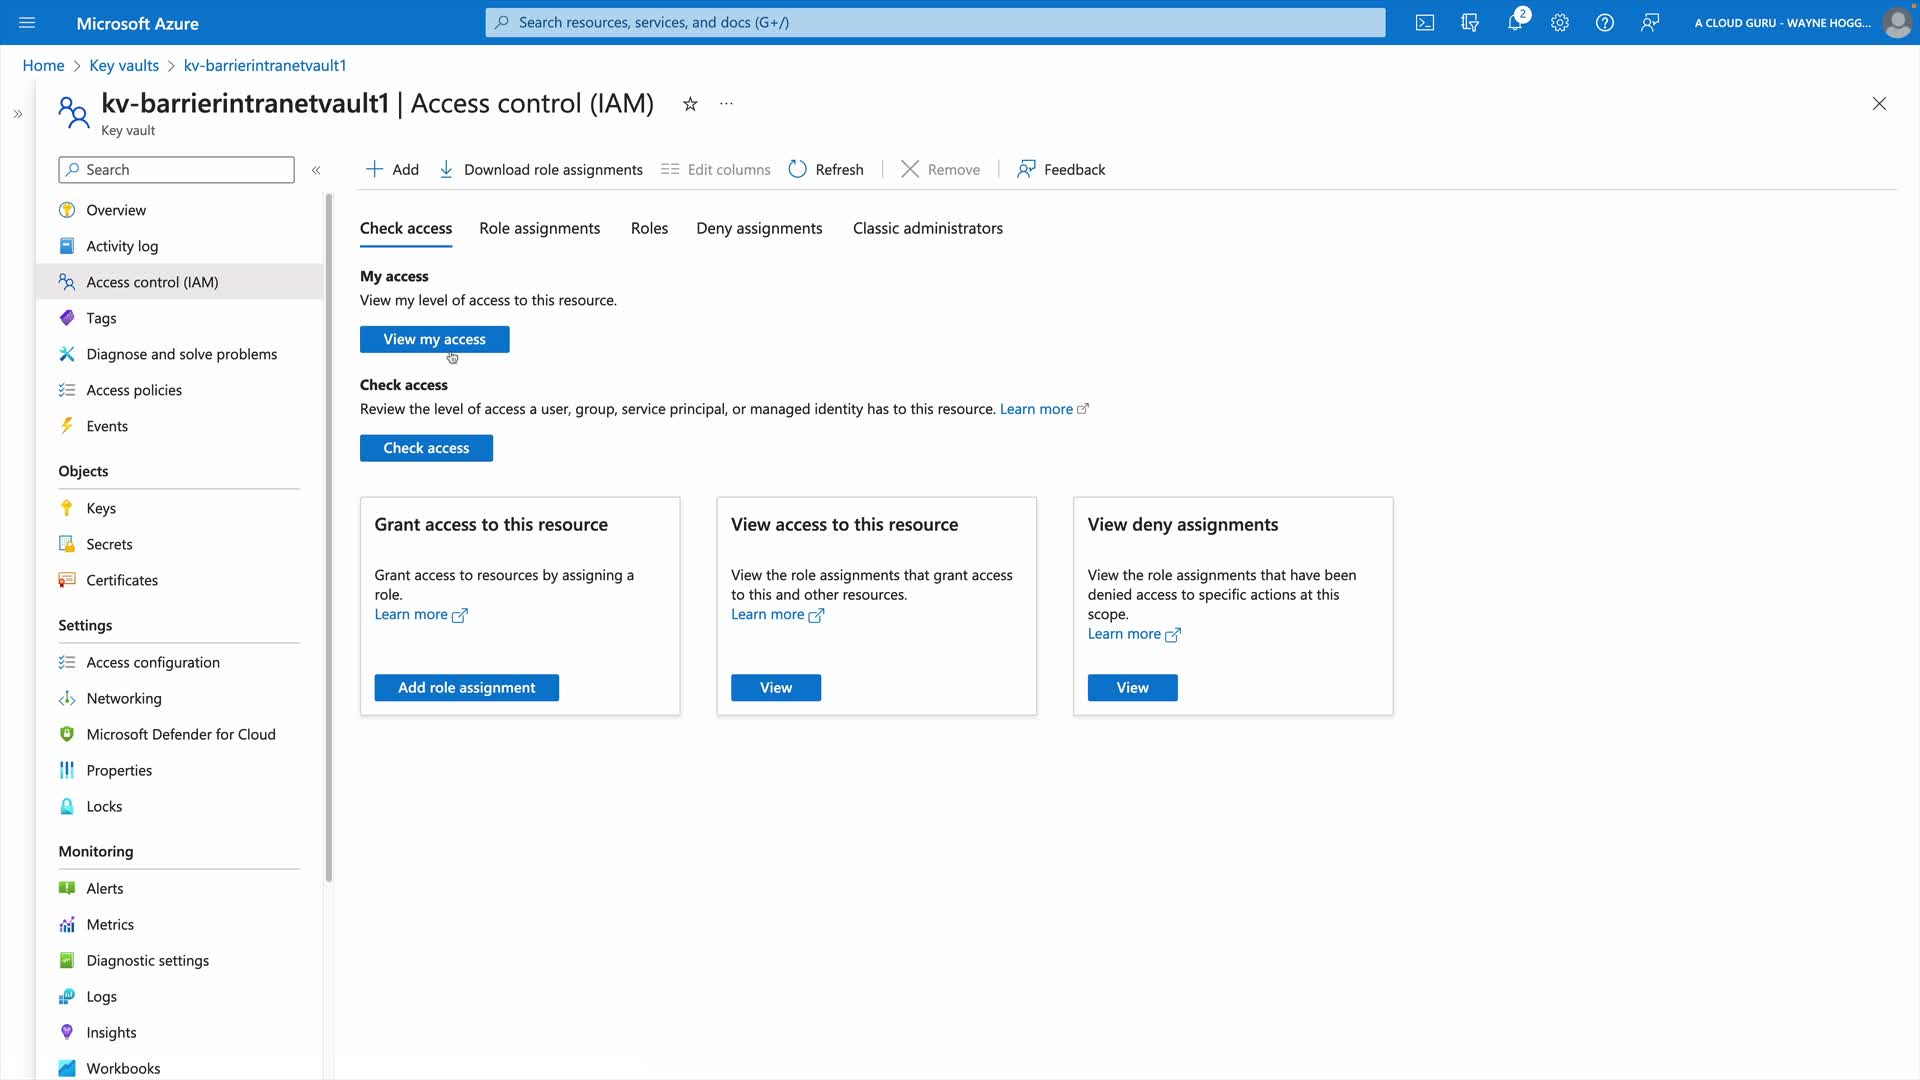 Microsoft Azure
Search resources, services, and docs (G+/)
2
A CLOUD GURU - WAYNE HOGG...
Home > Key vaults > kv-barrierintranetvault1
kv-barrierintranetvault1 | Access control (IAM)
Key vault
Search
Overview
Activity log
Access control (IAM)
Tags
Diagnose and solve problems
Access policies
Events
Objects
Keys
Secrets
Certificates
Settings
Access configuration
Networking
Microsoft Defender for Cloud
Properties
Locks
Monitoring
Alerts
Metrics
Diagnostic settings
Logs
Insights
Workbooks
Add Download role assignments Edit columns Refresh Remove Feedback
Check access Role assignments Roles Deny assignments Classic administrators
My access
View my level of access to this resource.
View my access
Check access
Review the level of access a user, group, service principal, or managed identity has to this resource. Learn more
Check access
Grant access to this resource
Grant access to resources by assigning a
role.
Learn more
Add role assignment
View access to this resource
View the role assignments that grant access
to this and other resources.
Learn more
View
View deny assignments
View the role assignments that have been
denied access to specific actions at this
scope.
Learn more
View